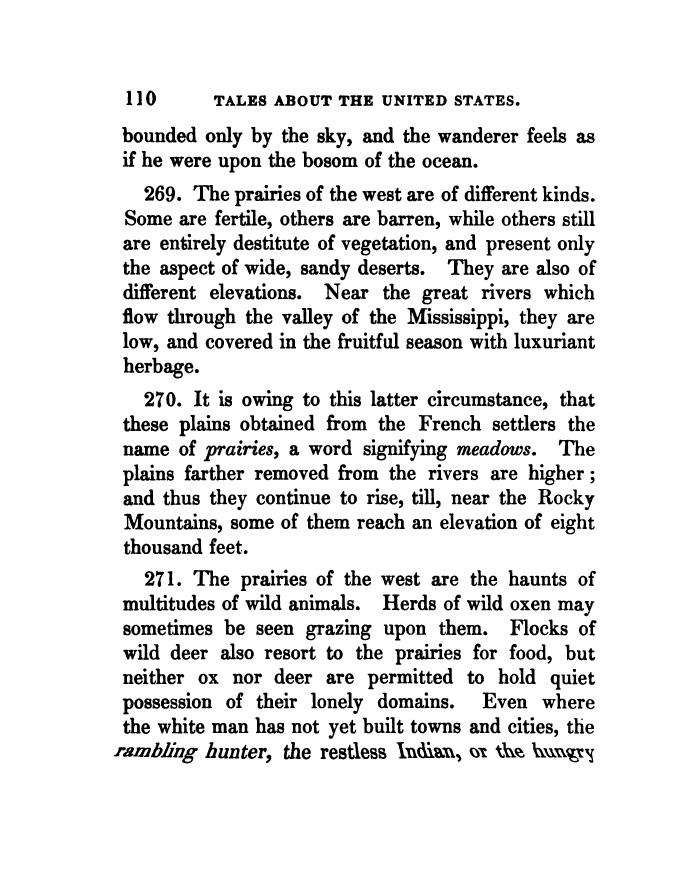 110 TALES ABOUT THE UNITED STATES.
bounded only by the sky, and the wanderer feels as
if he were upon the bosom of the ocean.
269. The prairies of the west are of different kinds.
Some are fertile, others are barren, while others still
are entirely destitute of vegetation, and present only
the aspect of wide, sandy deserts. They are also of
different elevations. Near the great rivers which
flow through the valley of the Mississippi, they are
low, and covered in the fruitful season with luxuriant
herbage.
270. It is owing to this latter circumstance, that
these plains obtained from the French settlers the
name of prairies, a word signifying meadows. The
plains farther removed from the rivers are higher;
and thus they continue to rise, till, near the Rocky
Mountains, some of them reach an elevation of eight
thousand feet.
271. The prairies of the west are the haunts of
multitudes of wild animals. Herds of wild oxen may
sometimes be seen grazing upon them. Flocks of
wild deer also resort to the prairies for food, but
neither ox nor deer are permitted to hold quiet
possession of their lonely domains. Even where
the white man has not yet built towns and cities, the
rambling hunter, the restless Indian, or the hungry